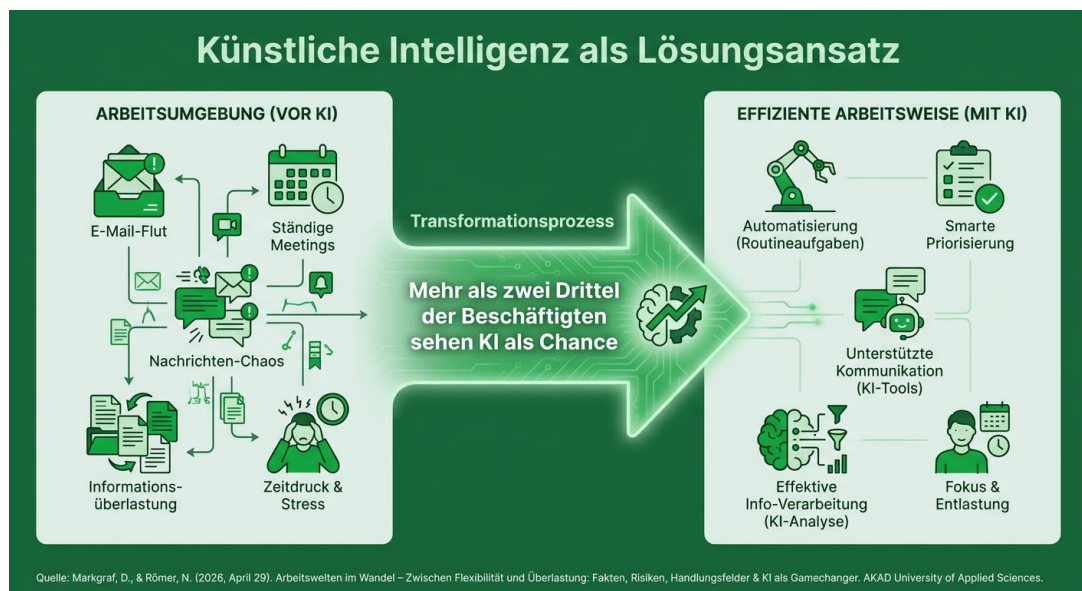 Künstliche Intelligenz als Lösungsansatz
ARBEITSUMGEBUNG (VOR KI)
E-Mail-Flut
Ständige
Meetings
Nachrichten-Chaos
Informations-
überlastung
Zeitdruck &
Stress
Transformationsprozess
Mehr als zwei Drittel
der Beschäftigten
sehen KI als Chance
EFFIZIENTE ARBEITSWEISE (MIT KI)
Automatisierung
(Routineaufgaben)
Smarte
Priorisierung
Unterstützte
Kommunikation
(KI-Tools)
Effektive
Info-Verarbeitung
(KI-Analyse)
Fokus &
Entlastung
Quelle: Markgraf, D., & Römer, N. (2026, April 29). Arbeitswelten im Wandel – Zwischen Flexibilität und Überlastung: Fakten, Risiken, Handlungsfelder & KI als Gamechanger. AKAD University of Applied Sciences.